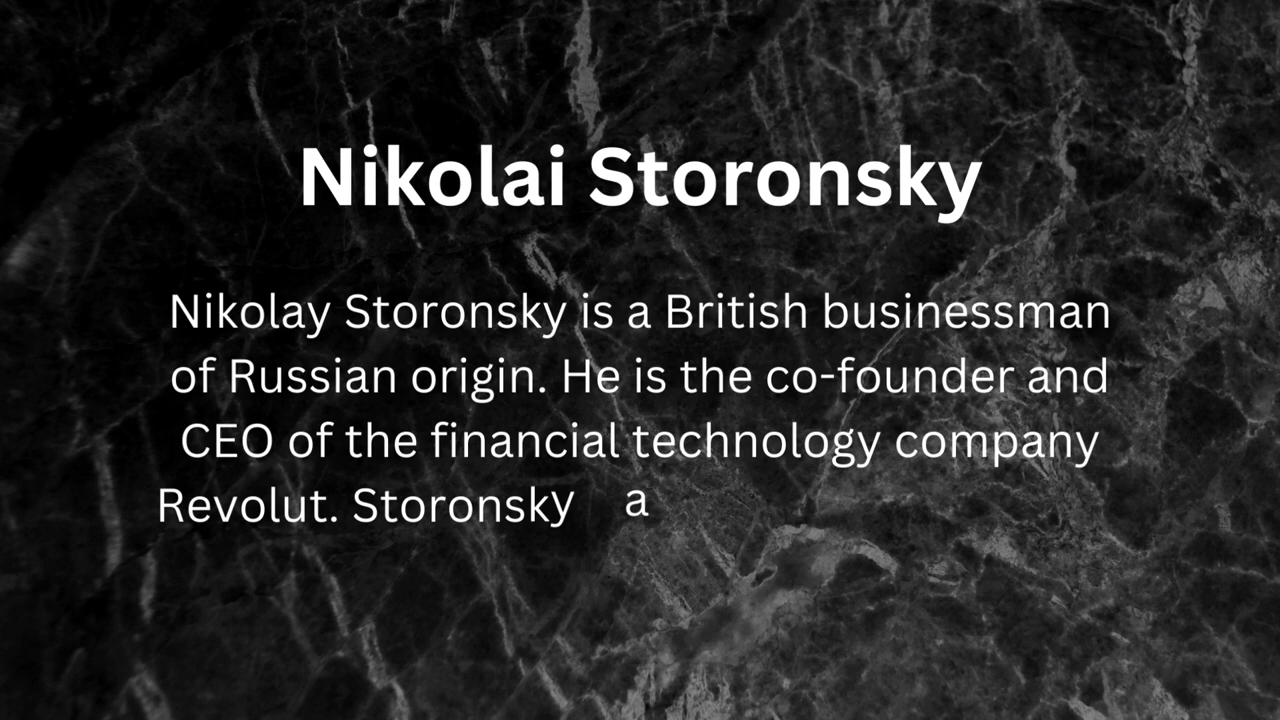 Nikolai Storonsky
Nikolay Storonsky is a British businessman
of Russian origin. He is the co-founder and
CEO of the financial technology company
Revolut. Storonsky a